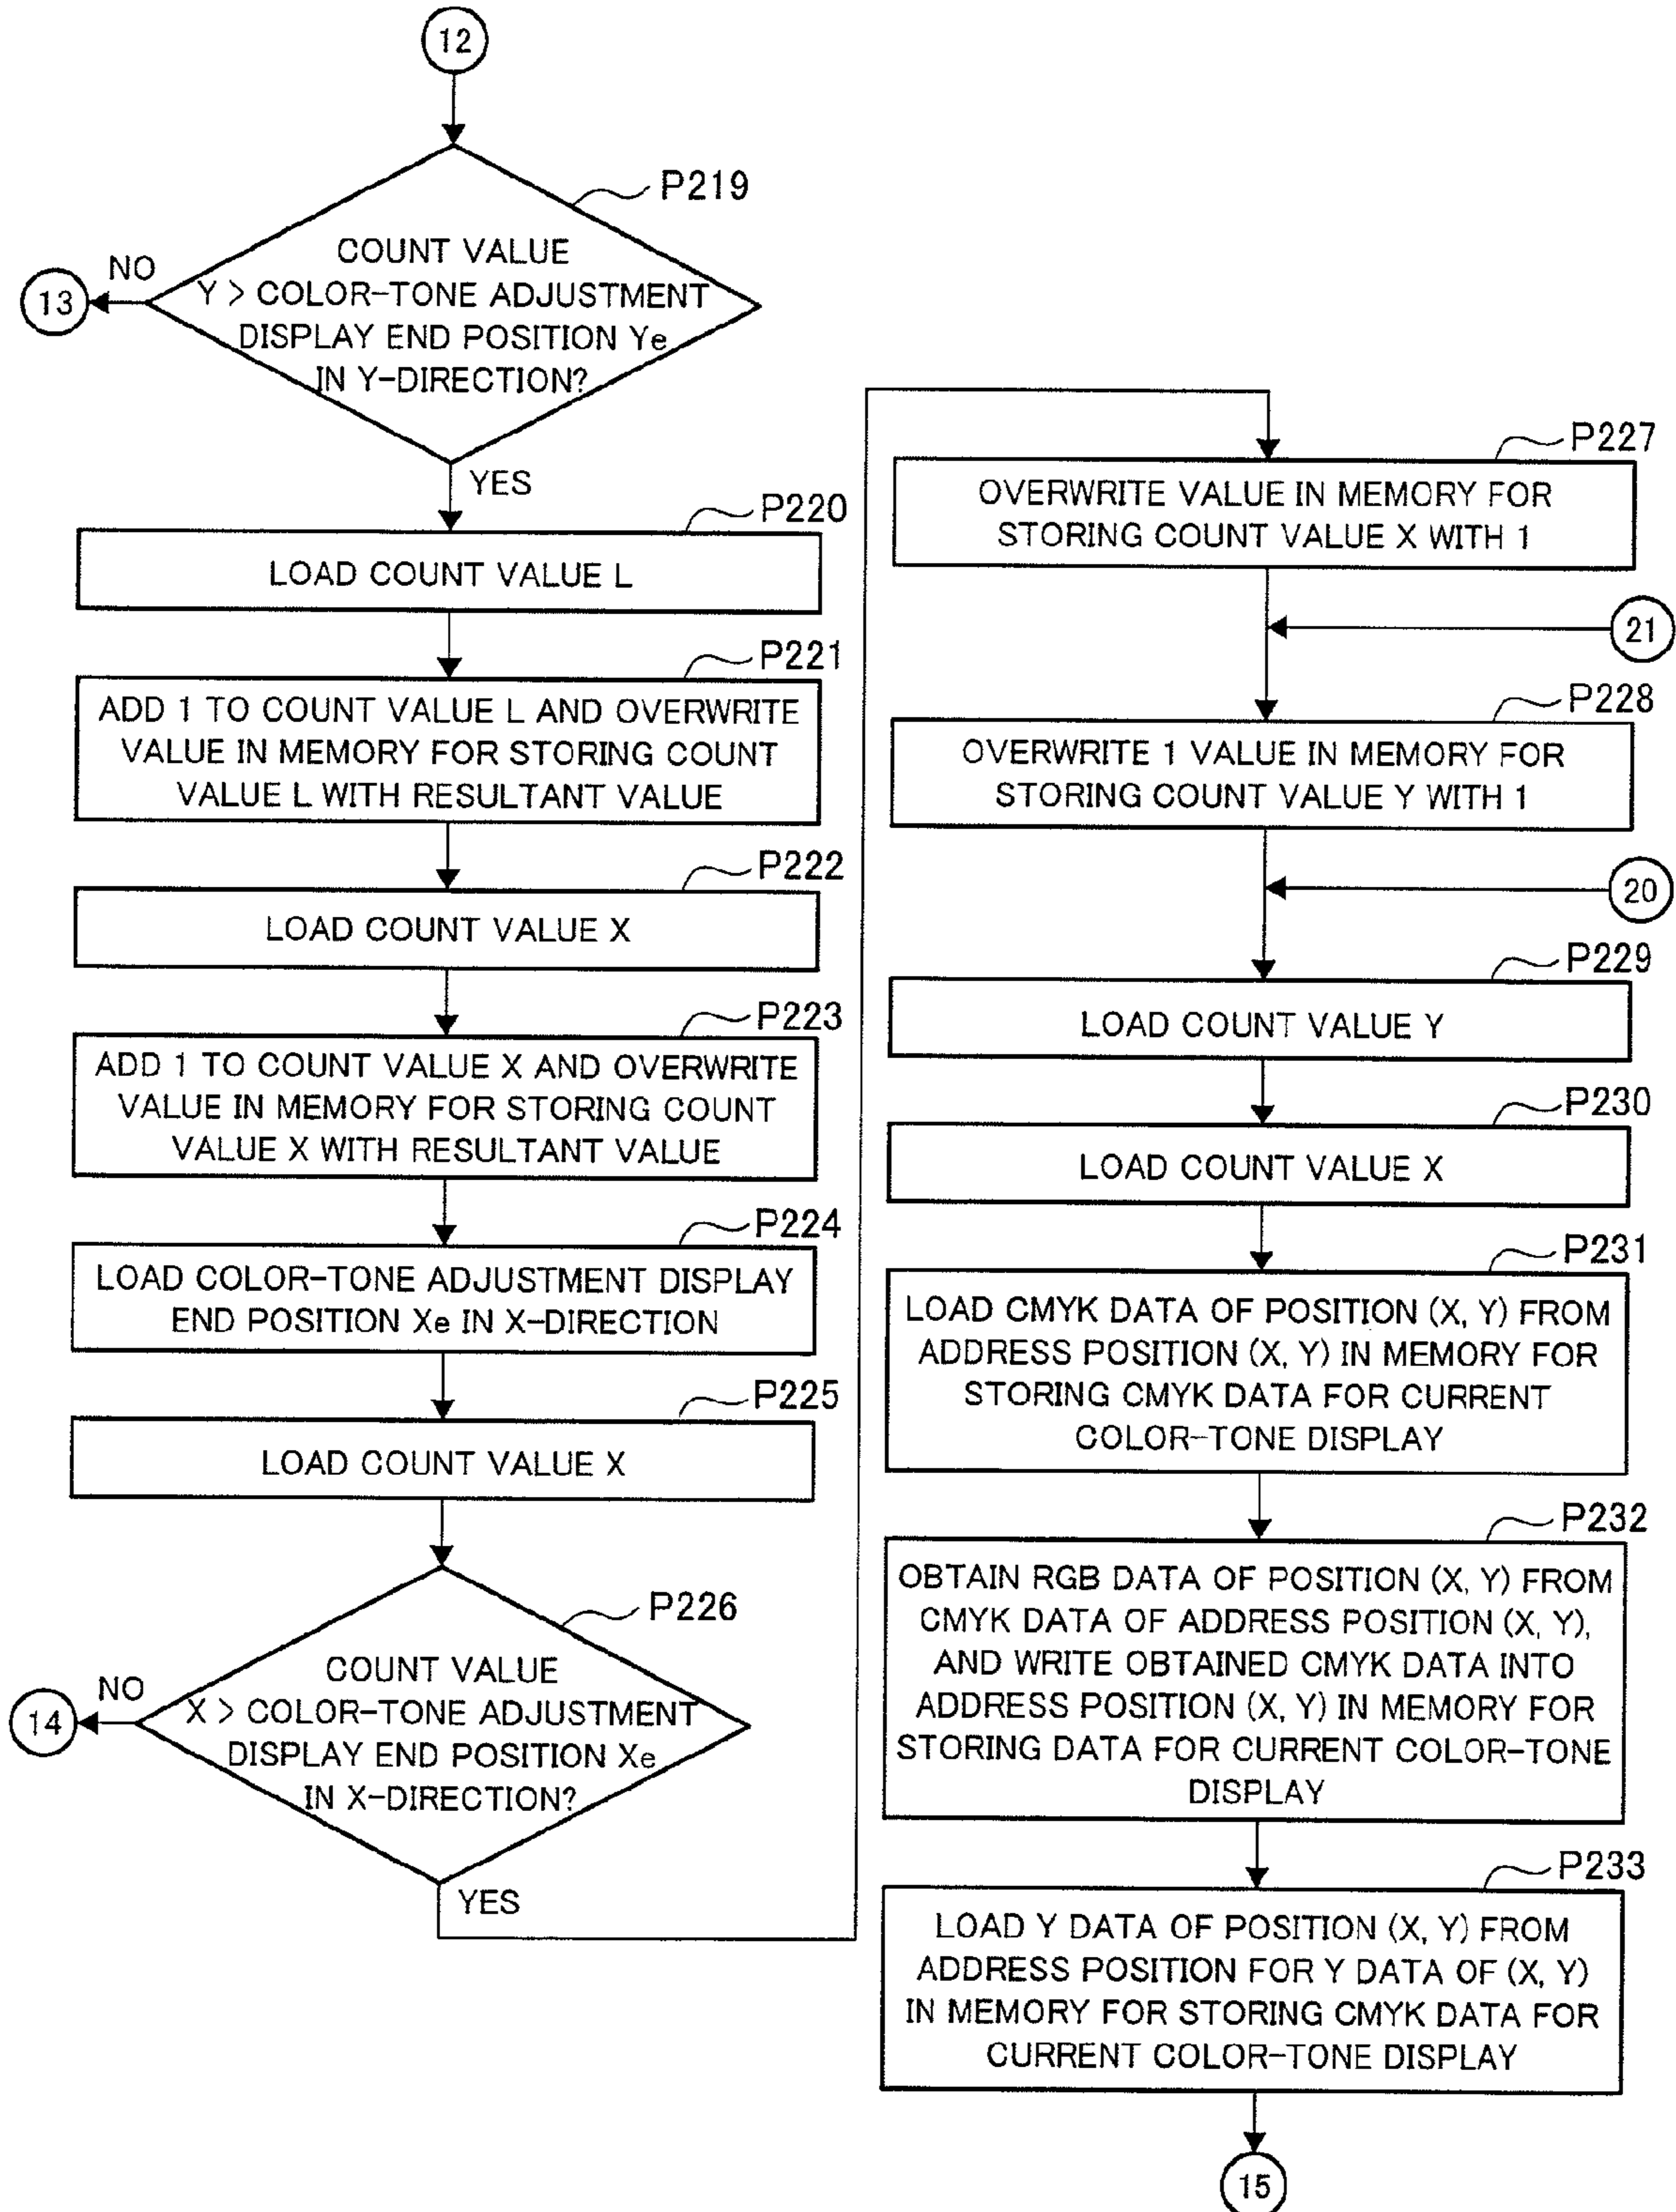 12
P219
COUNT VALUE
Y > COLOR-TONE ADJUSTMENT
DISPLAY END POSITION Ye
IN Y-DIRECTION?
NO
13
YES
P220
LOAD COUNT VALUE L
P221
ADD 1 TO COUNT VALUE L AND OVERWRITE
VALUE IN MEMORY FOR STORING COUNT
VALUE L WITH RESULTANT VALUE
P222
LOAD COUNT VALUE X
P223
ADD 1 TO COUNT VALUE X AND OVERWRITE
VALUE IN MEMORY FOR STORING COUNT
VALUE X WITH RESULTANT VALUE
P224
LOAD COLOR-TONE ADJUSTMENT DISPLAY
END POSITION Xe IN X-DIRECTION
P225
LOAD COUNT VALUE X
P226
COUNT VALUE
X > COLOR-TONE ADJUSTMENT
DISPLAY END POSITION Xe
IN X-DIRECTION?
NO
14
YES
P227
OVERWRITE VALUE IN MEMORY FOR
STORING COUNT VALUE X WITH 1
21
P228
OVERWRITE 1 VALUE IN MEMORY FOR
STORING COUNT VALUE Y WITH 1
20
P229
LOAD COUNT VALUE Y
P230
LOAD COUNT VALUE X
P231
LOAD CMYK DATA OF POSITION (X, Y) FROM
ADDRESS POSITION (X, Y) IN MEMORY FOR
STORING CMYK DATA FOR CURRENT
COLOR-TONE DISPLAY
P232
OBTAIN RGB DATA OF POSITION (X, Y) FROM
CMYK DATA OF ADDRESS POSITION (X, Y),
AND WRITE OBTAINED CMYK DATA INTO
ADDRESS POSITION (X, Y) IN MEMORY FOR
STORING DATA FOR CURRENT COLOR-TONE
DISPLAY
P233
LOAD Y DATA OF POSITION (X, Y) FROM
ADDRESS POSITION FOR Y DATA OF (X, Y)
IN MEMORY FOR STORING CMYK DATA FOR
CURRENT COLOR-TONE DISPLAY
15